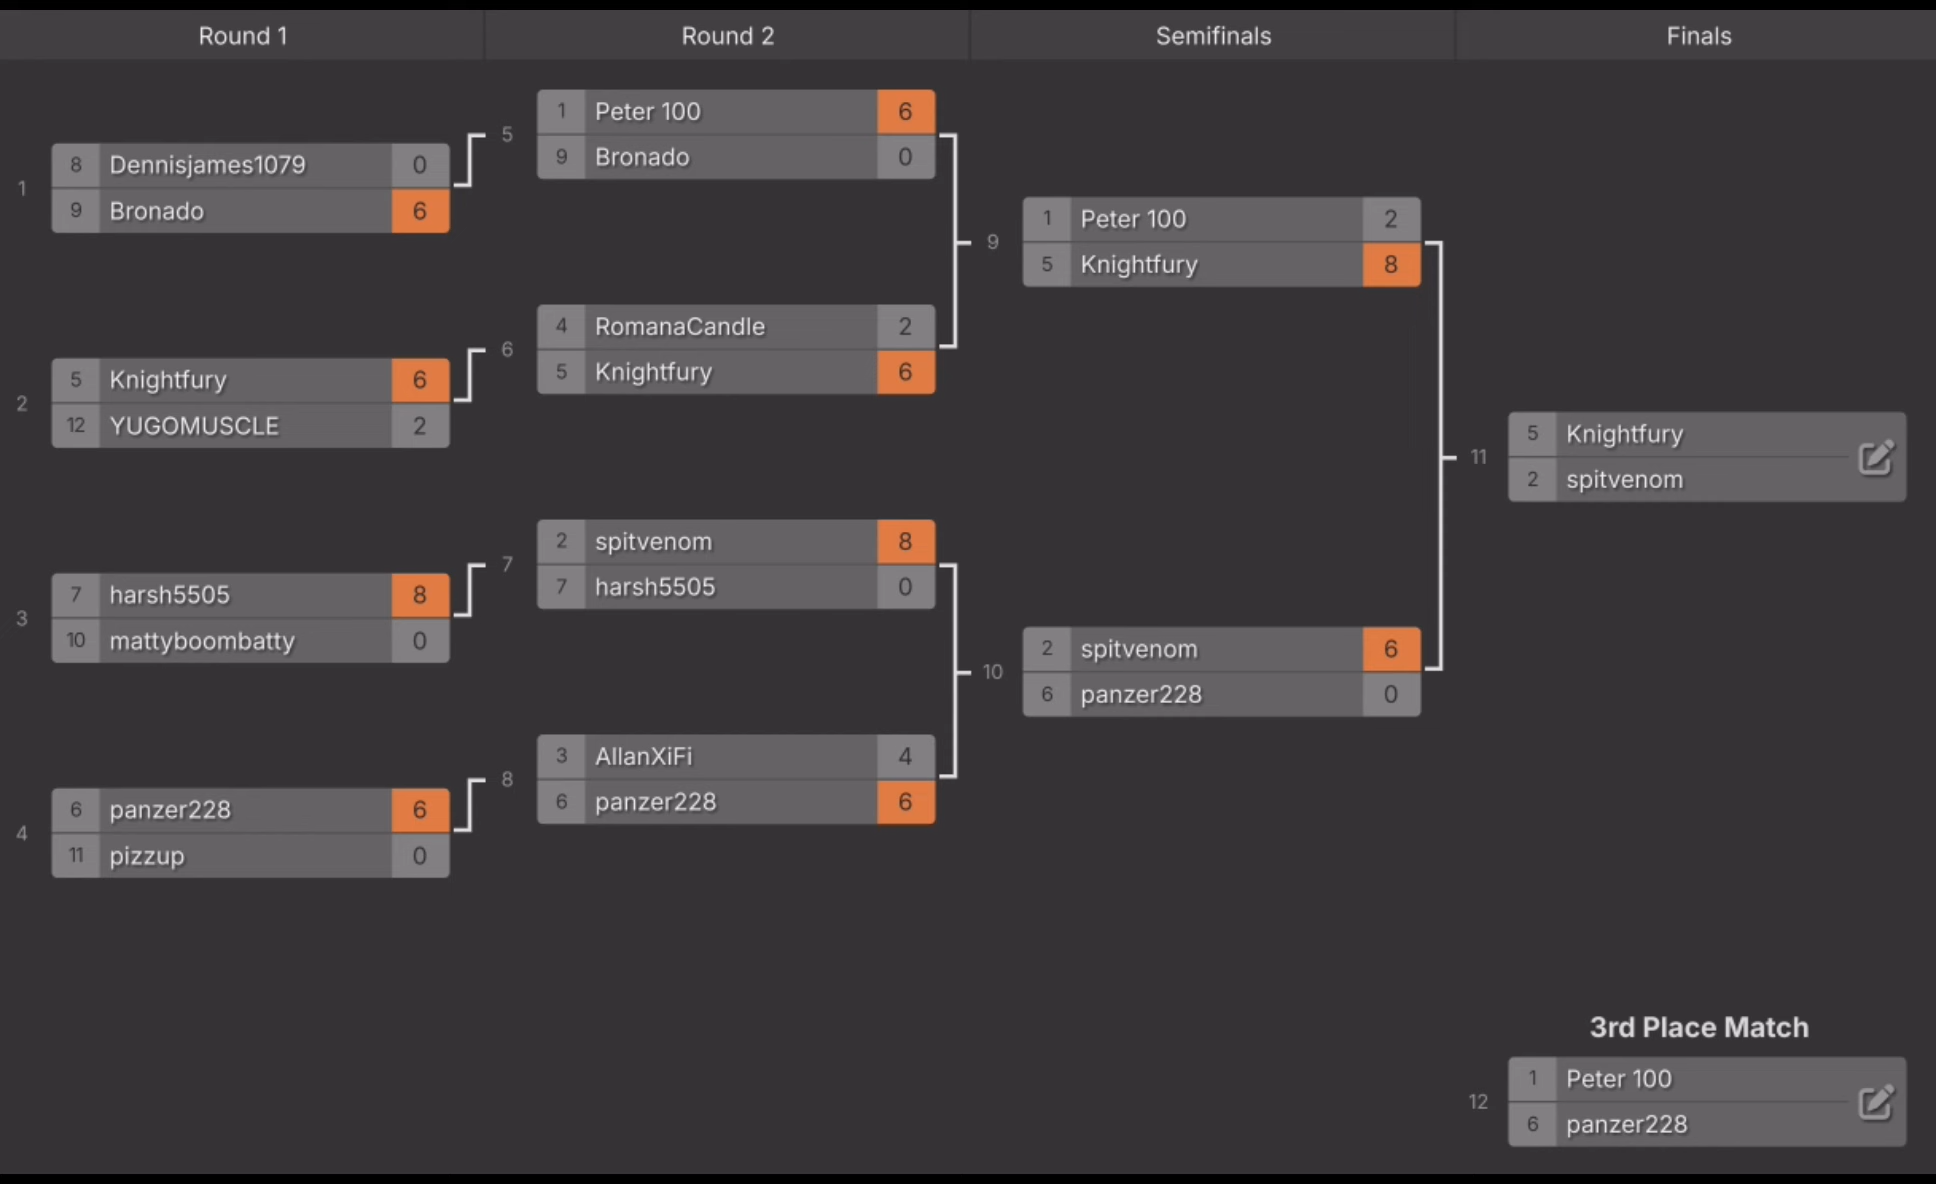 Round 1
Round 2
Semifinals
Finals
1
8 Dennisjames1079 0
9 Bronado 6
2
5 Knightfury 6
12 YUGOMUSCLE 2
3
7 harsh5505 8
10 mattyboombatty 0
4
6 panzer228 6
11 pizzup 0
5
1 Peter 100 6
9 Bronado 0
6
4 RomanaCandle 2
5 Knightfury 6
7
2 spitvenom 8
7 harsh5505 0
8
3 AllanXiFi 4
6 panzer228 6
9
1 Peter 100 2
5 Knightfury 8
10
2 spitvenom 6
6 panzer228 0
11
5 Knightfury
2 spitvenom
3rd Place Match
12
1 Peter 100
6 panzer228